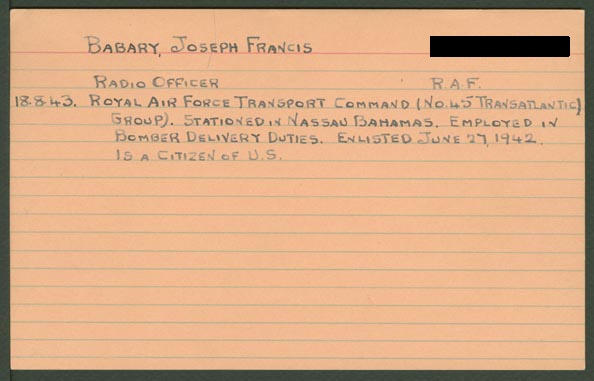 BABARY, JOSEPH FRANCIS
RADIO OFFICER R.A.F.
18.8.43. ROYAL AIR FORCE TRANSPORT COMMAND (NO.45 TRANSATLANTIC
GROUP). STATIONED IN NASSAU BAHAMAS. EMPLOYED IN
BOMBER DELIVERY DUTIES. ENLISTED JUNE 27, 1942.
IS A CITIZEN OF U.S.